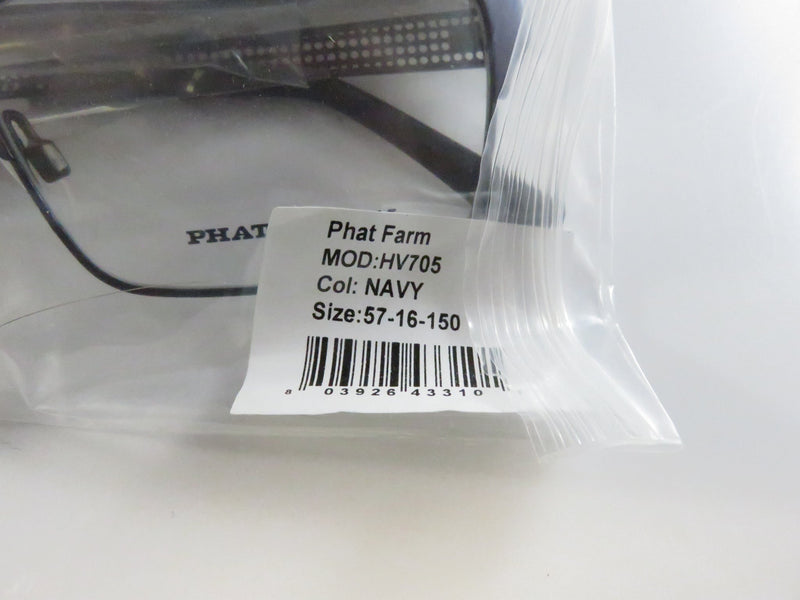 PHAT
Phat Farm
MOD:HV705
Col: NAVY
Size:57-16-150
8 03926 43310